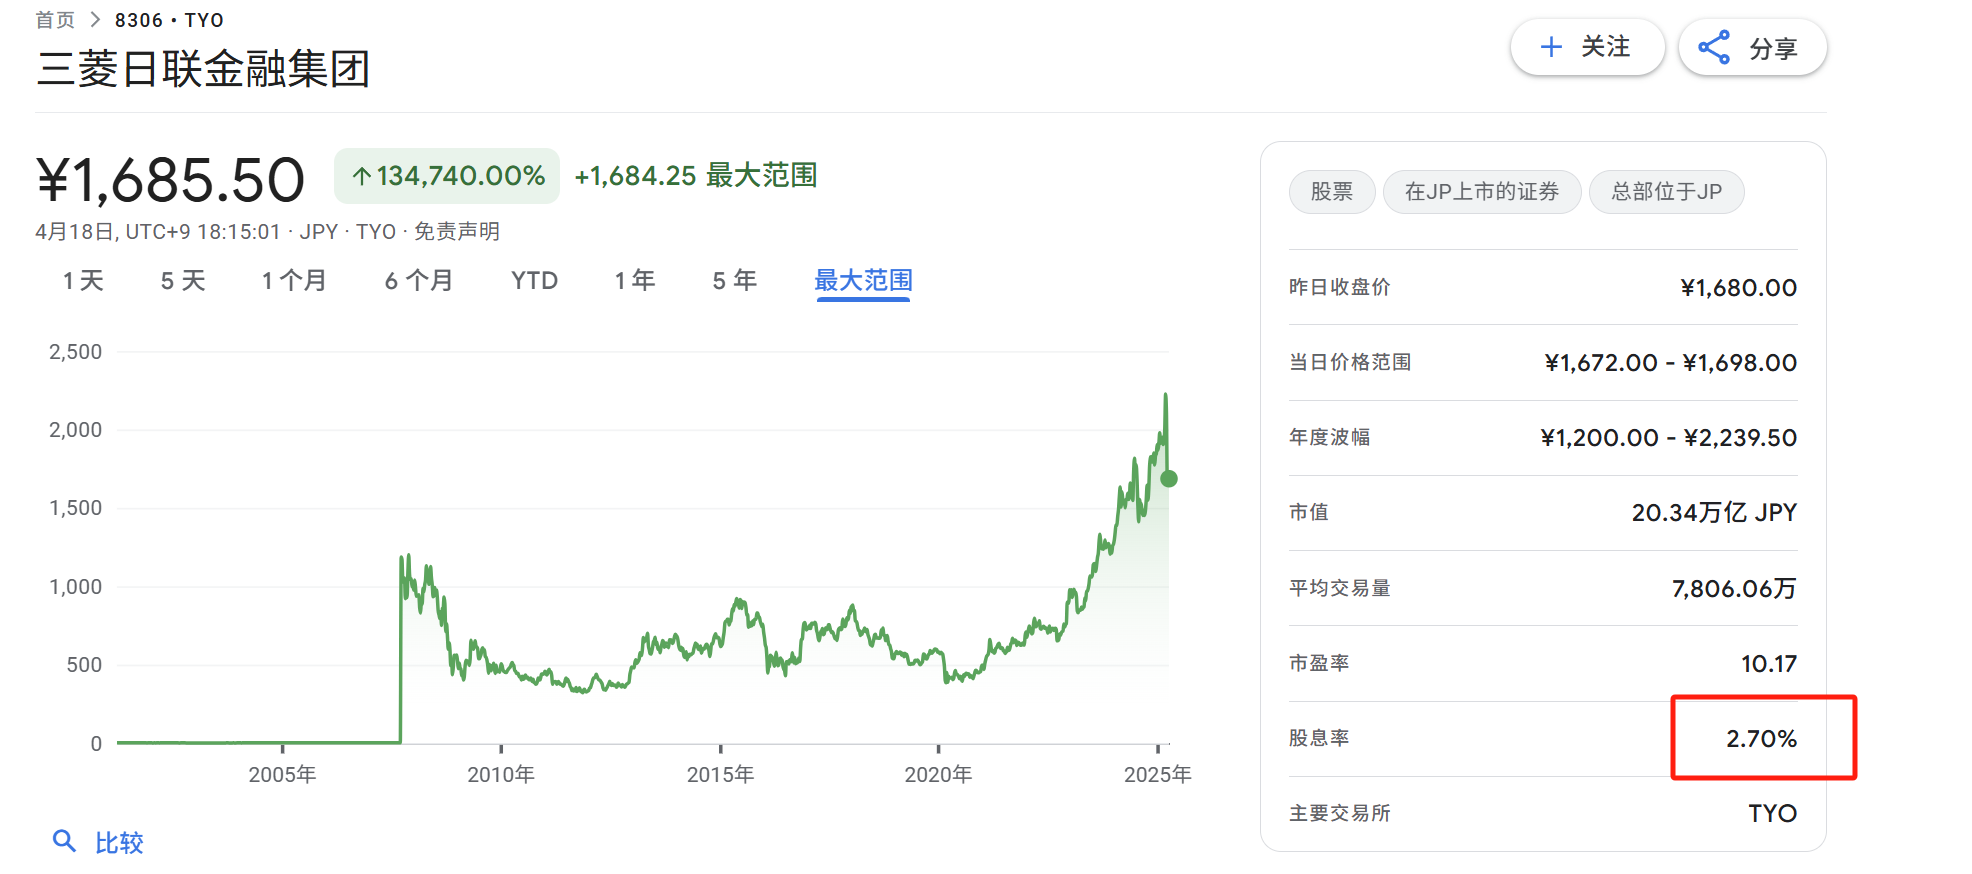 首页 > 8306 • TYO
三菱日联金融集团
+ 关注
分享
¥1,685.50 ↑134,740.00% +1,684.25 最大范围
4月18日, UTC+9 18:15:01 · JPY · TYO · 免责声明
1 天 5 天 1 个月 6 个月 YTD 1 年 5 年 最大范围
2,500
2,000
1,500
1,000
500
0
2005年 2010年 2015年 2020年 2025年
比较
股票 在JP上市的证券 总部位于JP
昨日收盘价 ¥1,680.00
当日价格范围 ¥1,672.00 - ¥1,698.00
年度波幅 ¥1,200.00 - ¥2,239.50
市值 20.34万亿 JPY
平均交易量 7,806.06万
市盈率 10.17
股息率 2.70%
主要交易所 TYO